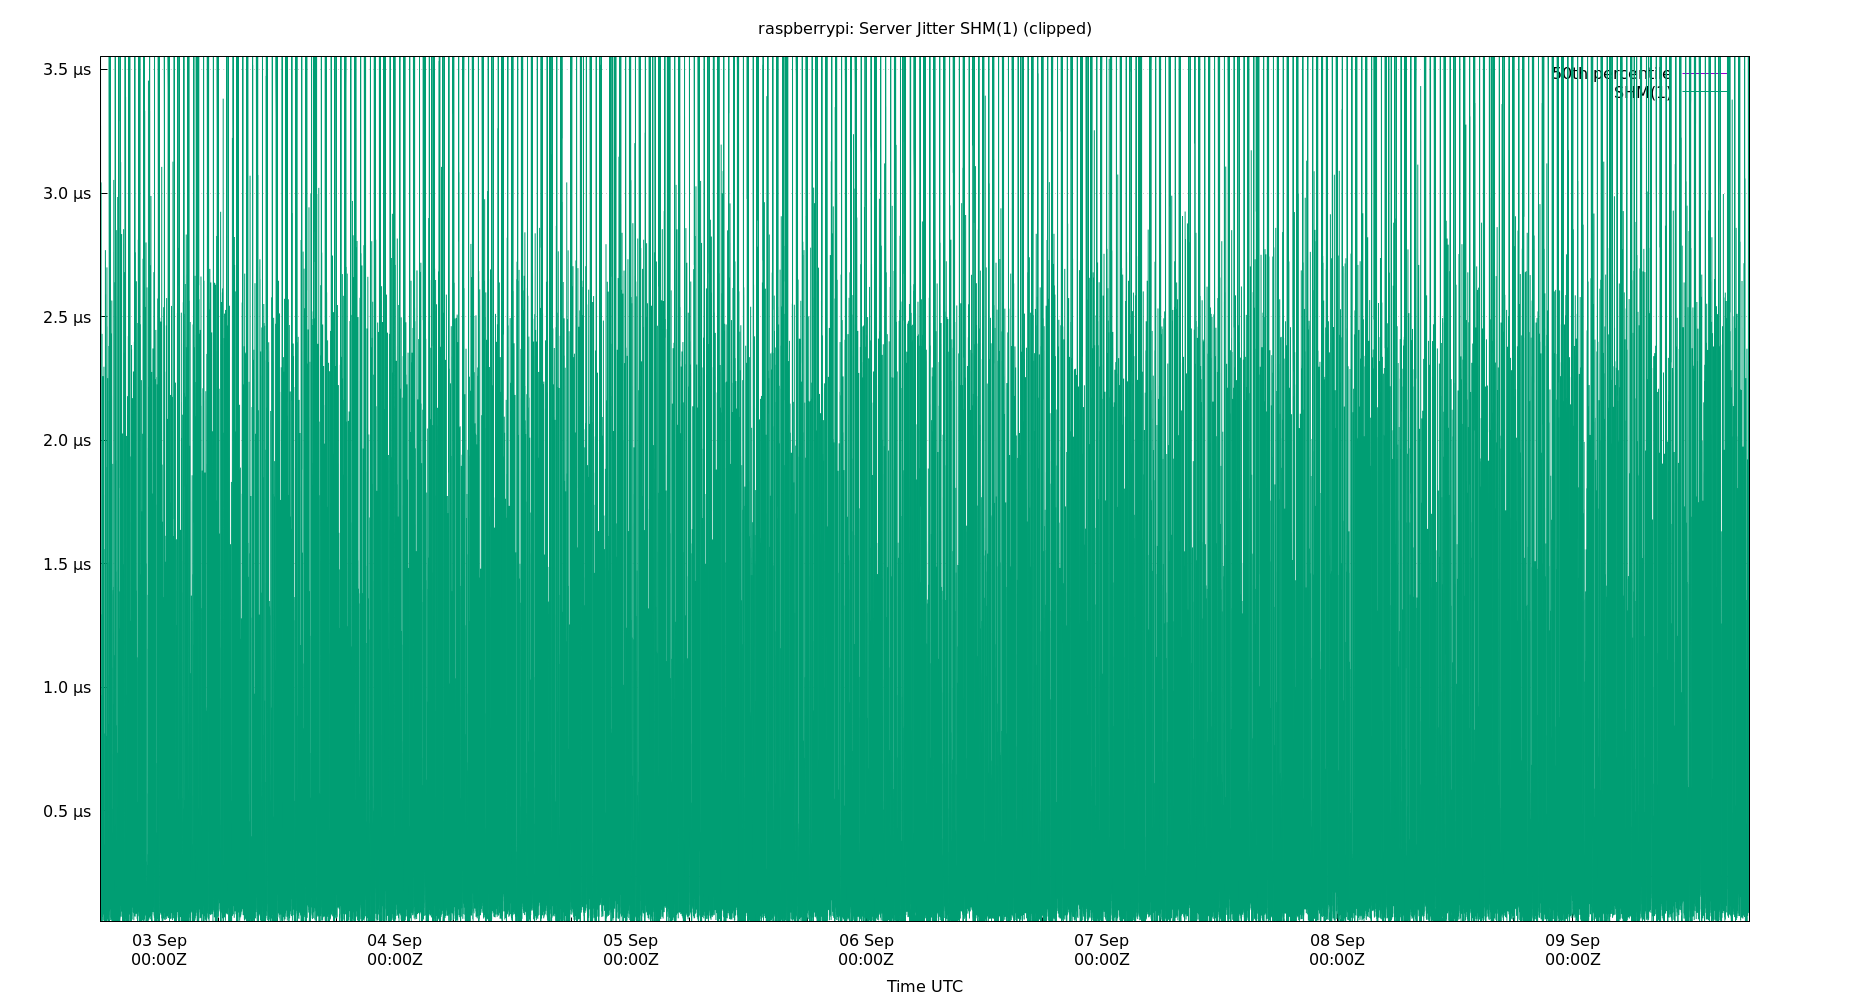 raspberrypi: Server Jitter SHM(1) (clipped)
3.5 µs
50th percentile
SHM(1)
3.0 µs
2.5 µs
2.0 µs
1.5 µs
1.0 µs
0.5 µs
03 Sep 04 Sep 05 Sep 06 Sep 07 Sep 08 Sep 09 Sep
00:00Z 00:00Z 00:00Z 00:00Z 00:00Z 00:00Z 00:00Z
Time UTC